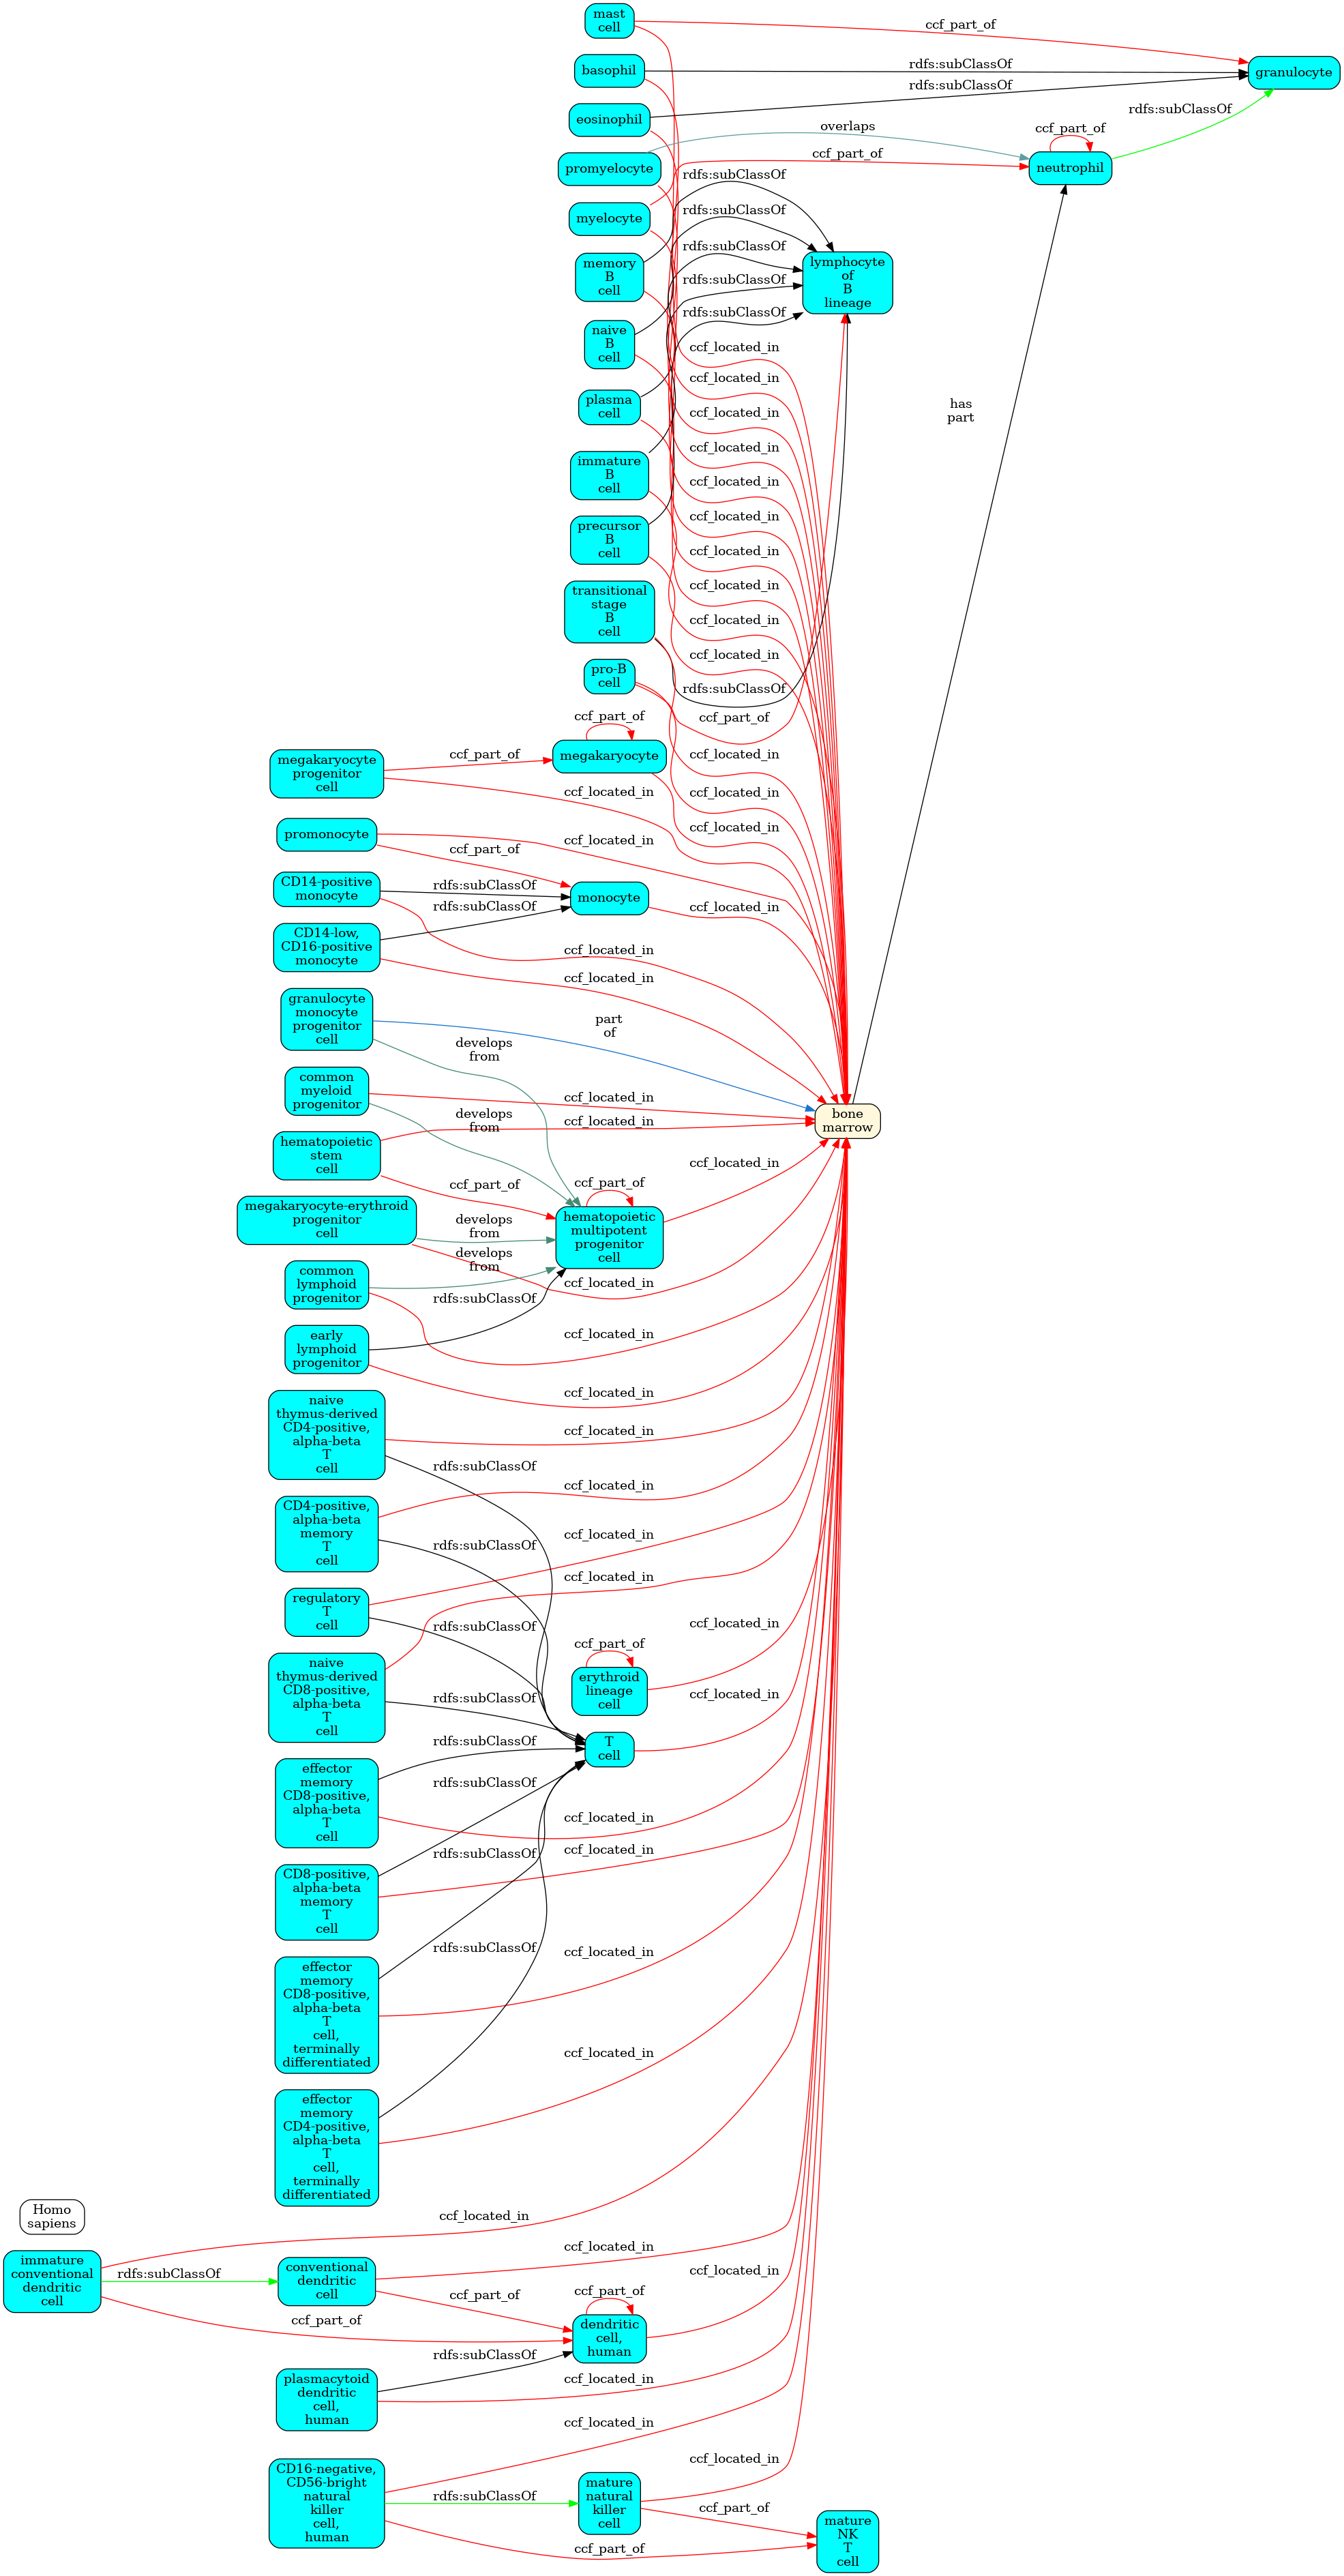 mast
cell
ccf_part_of
basophil
rdfs:subClassOf
granulocyte
rdfs:subClassOf
eosinophil
rdfs:subClassOf
overlaps
ccf_part_of
promyelocyte
ccf_part_of
neutrophil
rdfs:subClassOf
myelocyte
rdfs:subClassOf
memory
B
cell
rdfs:subClassOf
lymphocyte
of
B
lineage
rdfs:subClassOf
rdfs:subClassOf
naive
B
cell
ccf_located_in
ccf_located_in
plasma
cell
ccf_located_in
has
part
ccf_located_in
immature
B
cell
ccf_located_in
ccf_located_in
precursor
B
cell
ccf_located_in
transitional
stage
B
cell
ccf_located_in
ccf_located_in
pro-B
cell
rdfs:subClassOf
ccf_part_of
ccf_part_of
megakaryocyte
progenitor
cell
ccf_part_of
megakaryocyte
ccf_located_in
ccf_located_in
ccf_located_in
promonocyte
ccf_located_in
ccf_located_in
ccf_part_of
CD14-positive
monocyte
rdfs:subClassOf
monocyte
ccf_located_in
rdfs:subClassOf
CD14-low,
CD16-positive
monocyte
ccf_located_in
ccf_located_in
granulocyte
monocyte
progenitor
cell
part
of
develops
from
common
myeloid
progenitor
ccf_located_in
develops
from
ccf_located_in
bone
marrow
hematopoietic
stem
cell
ccf_part_of
ccf_part_of
ccf_located_in
megakaryocyte-erythroid
progenitor
cell
develops
from
hematopoietic
multipotent
progenitor
cell
develops
from
common
lymphoid
progenitor
ccf_located_in
rdfs:subClassOf
early
lymphoid
progenitor
ccf_located_in
ccf_located_in
naive
thymus-derived
CD4-positive,
alpha-beta
T
cell
ccf_located_in
rdfs:subClassOf
CD4-positive,
alpha-beta
memory
T
cell
ccf_located_in
rdfs:subClassOf
ccf_located_in
regulatory
T
cell
ccf_located_in
rdfs:subClassOf
ccf_located_in
naive
thymus-derived
CD8-positive,
alpha-beta
T
cell
ccf_part_of
erythroid
lineage
cell
rdfs:subClassOf
ccf_located_in
T
cell
rdfs:subClassOf
effector
memory
CD8-positive,
alpha-beta
T
cell
rdfs:subClassOf
ccf_located_in
ccf_located_in
CD8-positive,
alpha-beta
memory
T
cell
rdfs:subClassOf
rdfs:subClassOf
ccf_located_in
effector
memory
CD8-positive,
alpha-beta
T
cell,
terminally
differentiated
ccf_located_in
effector
memory
CD4-positive,
alpha-beta
T
cell,
terminally
differentiated
Homo
sapiens
ccf_located_in
immature
conventional
dendritic
cell
rdfs:subClassOf
conventional
dendritic
cell
ccf_located_in
ccf_located_in
ccf_part_of
ccf_part_of
ccf_part_of
dendritic
cell,
human
rdfs:subClassOf
plasmacytoid
dendritic
cell,
human
ccf_located_in
ccf_located_in
ccf_located_in
CD16-negative,
CD56-bright
natural
killer
cell,
human
rdfs:subClassOf
mature
natural
killer
cell
ccf_part_of
ccf_part_of
mature
NK
T
cell